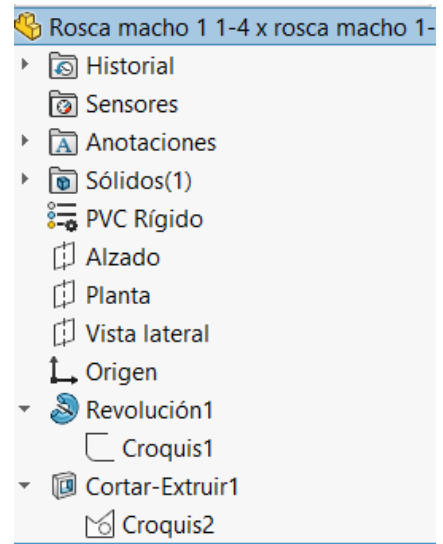 Rosca macho 1 1-4 x rosca macho 1-
Historial
Sensores
Anotaciones
Sólidos(1)
PVC Rígido
Alzado
Planta
Vista lateral
Origen
Revolución1
Croquis1
Cortar-Extruir1
Croquis2